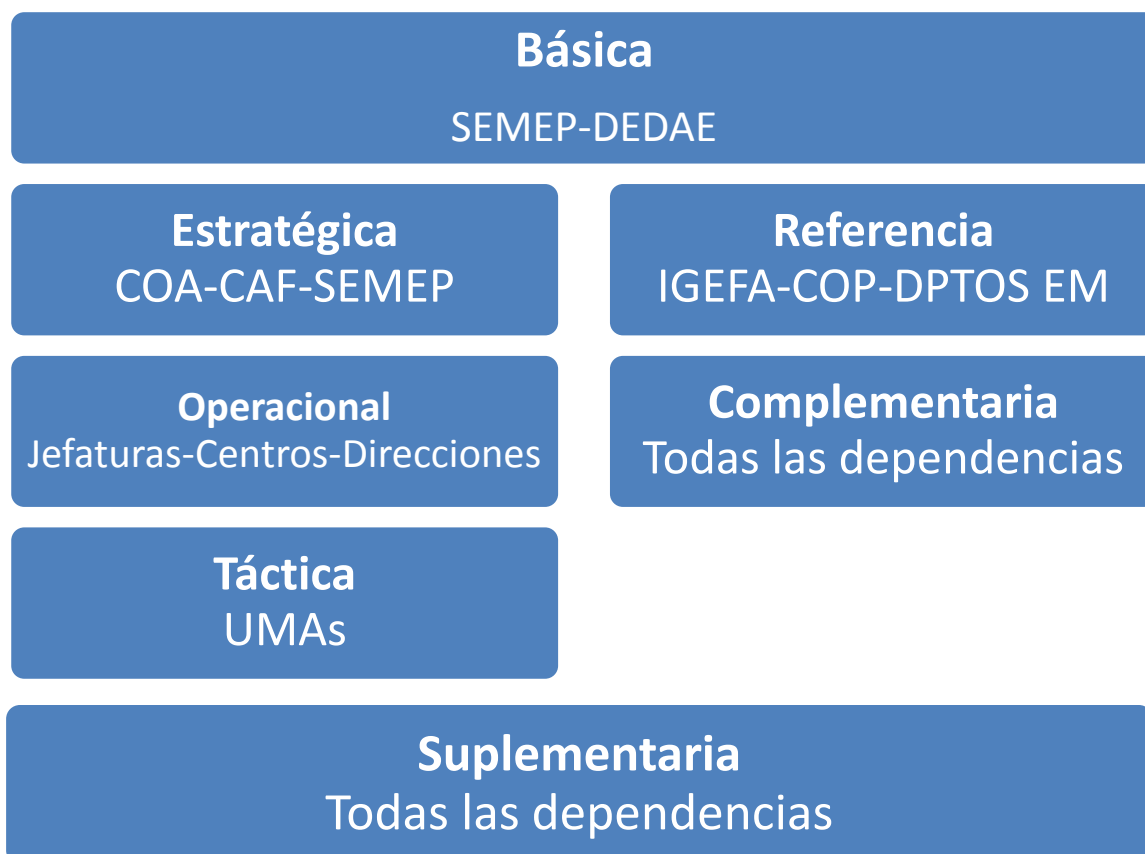 Básica
SEMEP-DEDAE
Estratégica
COA-CAF-SEMEP
Referencia
IGEFA-COP-DPTOS EM
Operacional
Jefaturas-Centros-Direcciones
Complementaria
Todas las dependencias
Táctica
UMAs
Suplementaria
Todas las dependencias